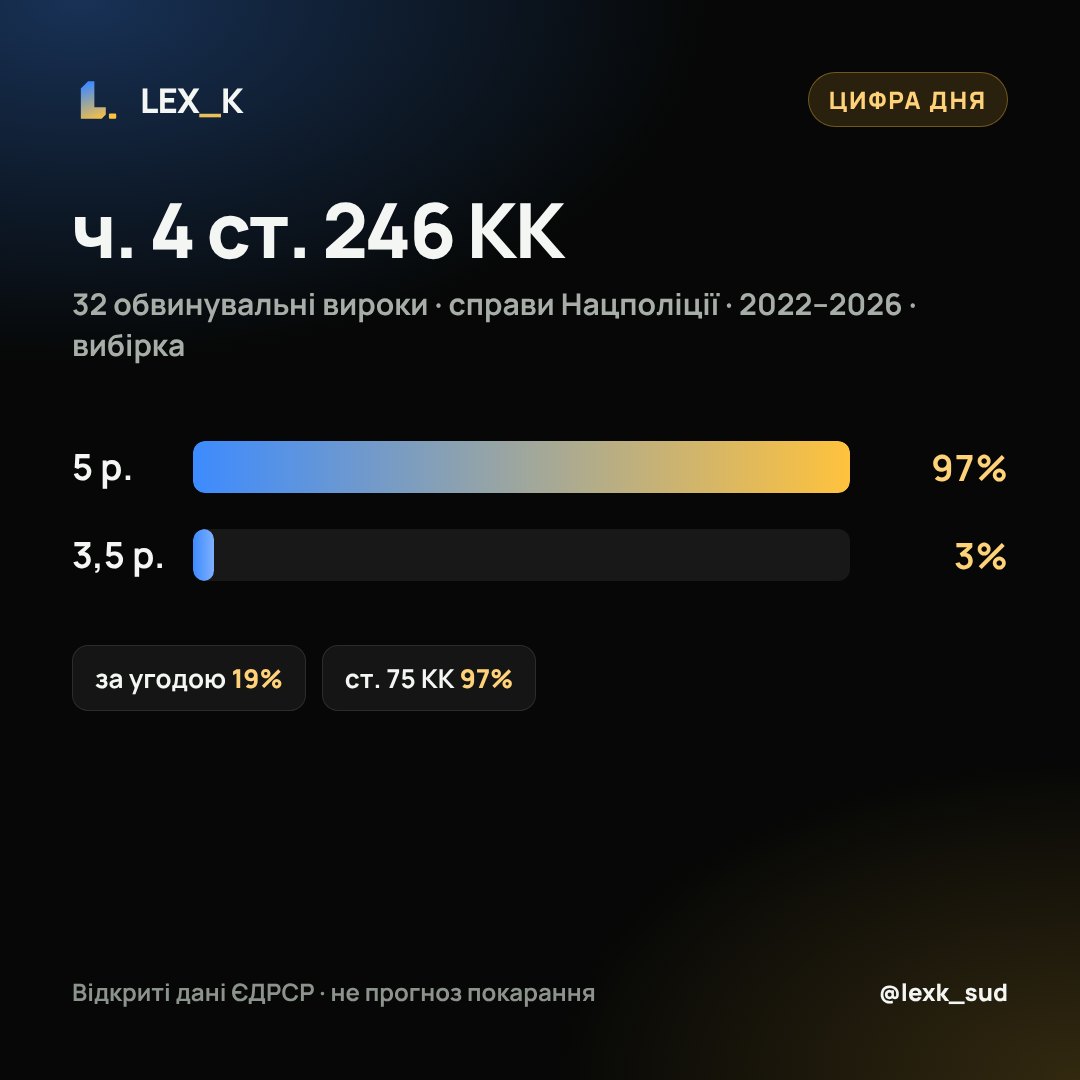 L. LEX_K
ЦИФРА ДНЯ
ч. 4 ст. 246 КК
32 обвинувальні вироки · справи Нацполіції · 2022–2026 ·
вибірка
5 р. 97%
3,5 р. 3%
за угодою 19% ст. 75 КК 97%
Відкриті дані ЄДРСР · не прогноз покарання @lexk_sud